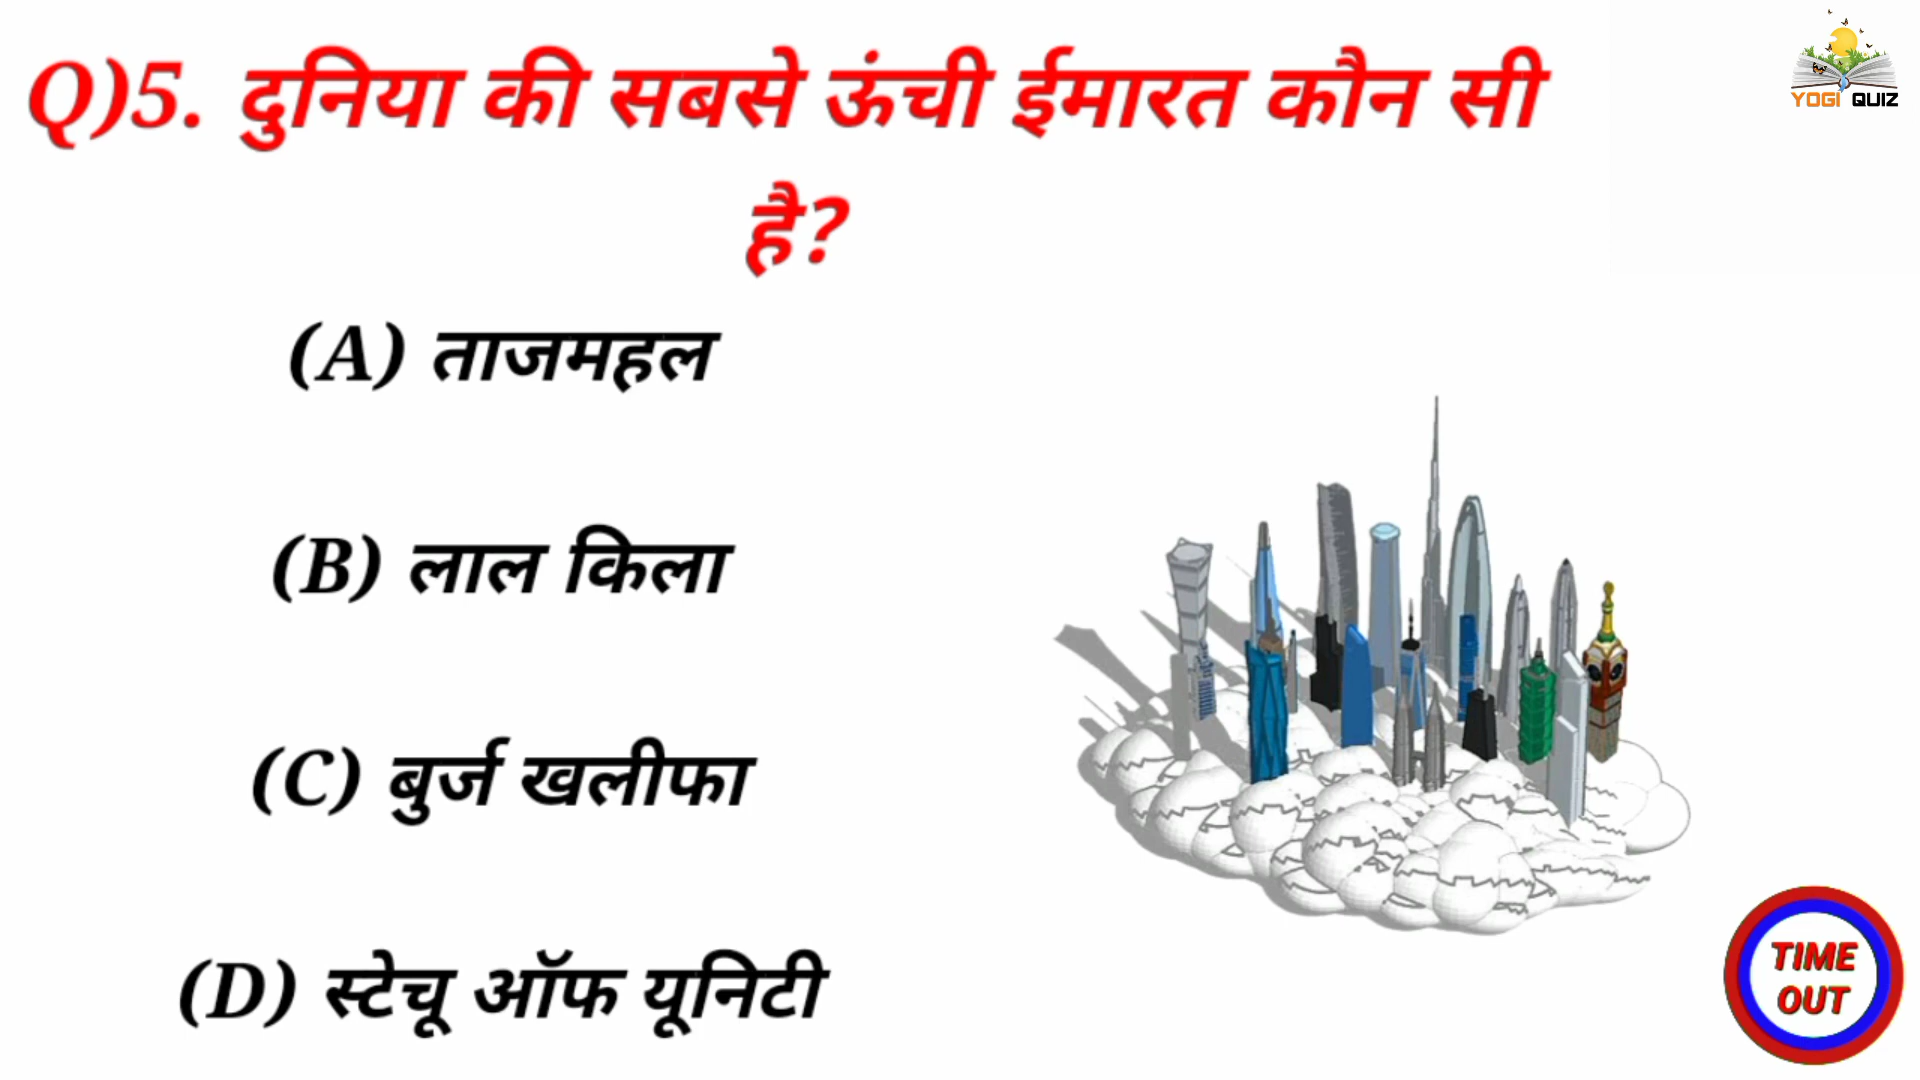 Q)5. दुनिया की सबसे ऊंची ईमारत कौन सी
है?
(A) ताजमहल
(B) लाल किला
(C) बुर्ज खलीफा
(D) स्टेचू ऑफ यूनिटी
YOGI QUIZ
TIME
OUT